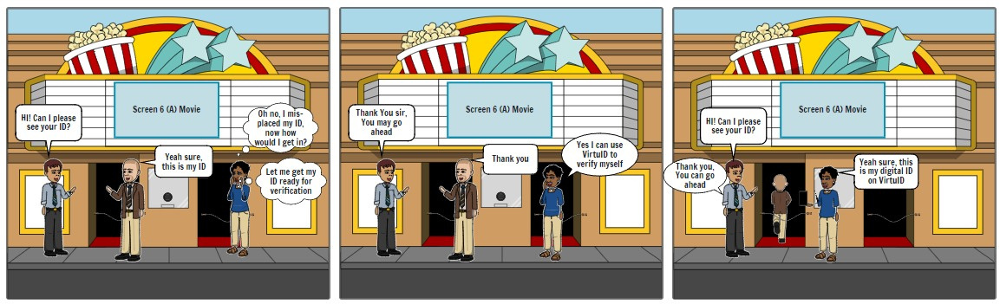 Screen 6 (A) Movie
HI! Can I please
see your ID?
Yeah sure,
this is my ID
Oh no, I mis-
placed my ID,
now how
would I get in?
Let me get my
ID ready for
verification
Screen 6 (A) Movie
Thank You sir,
You may go
ahead
Thank you
Yes I can use
VirtuID to
verify myself
Screen 6 (A) Movie
HI! Can I please
see your ID?
Yeah sure, this
is my digital ID
on VirtuID
Thank you,
You can go
ahead